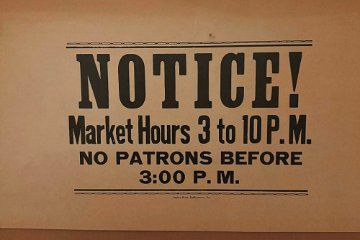 NOTICE!
Market Hours 3 to 10 P. M.
NO PATRONS BEFORE
3:00 P. M.